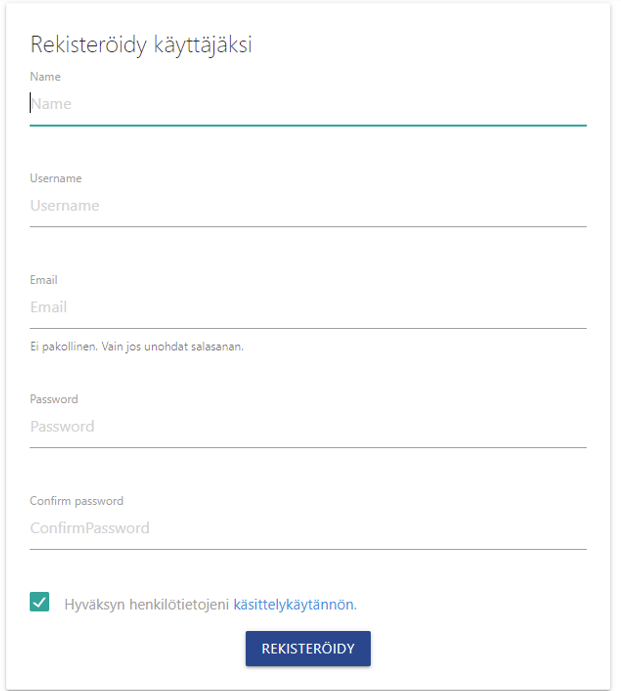 Rekisteröidy käyttäjäksi
Name
Name
Username
Username
Email
Email
Ei pakollinen. Vain jos unohdat salasanan.
Password
Password
Confirm password
ConfirmPassword
Hyväksyn henkilötietojeni käsittelykäytännön.
REKISTERÖIDY